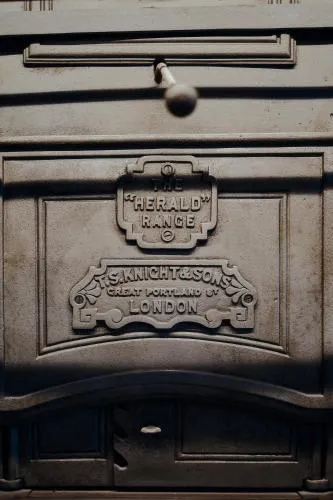 THE
"HERALD"
RANGE
T.S. KNIGHT & SONS
GREAT PORTLAND ST
LONDON